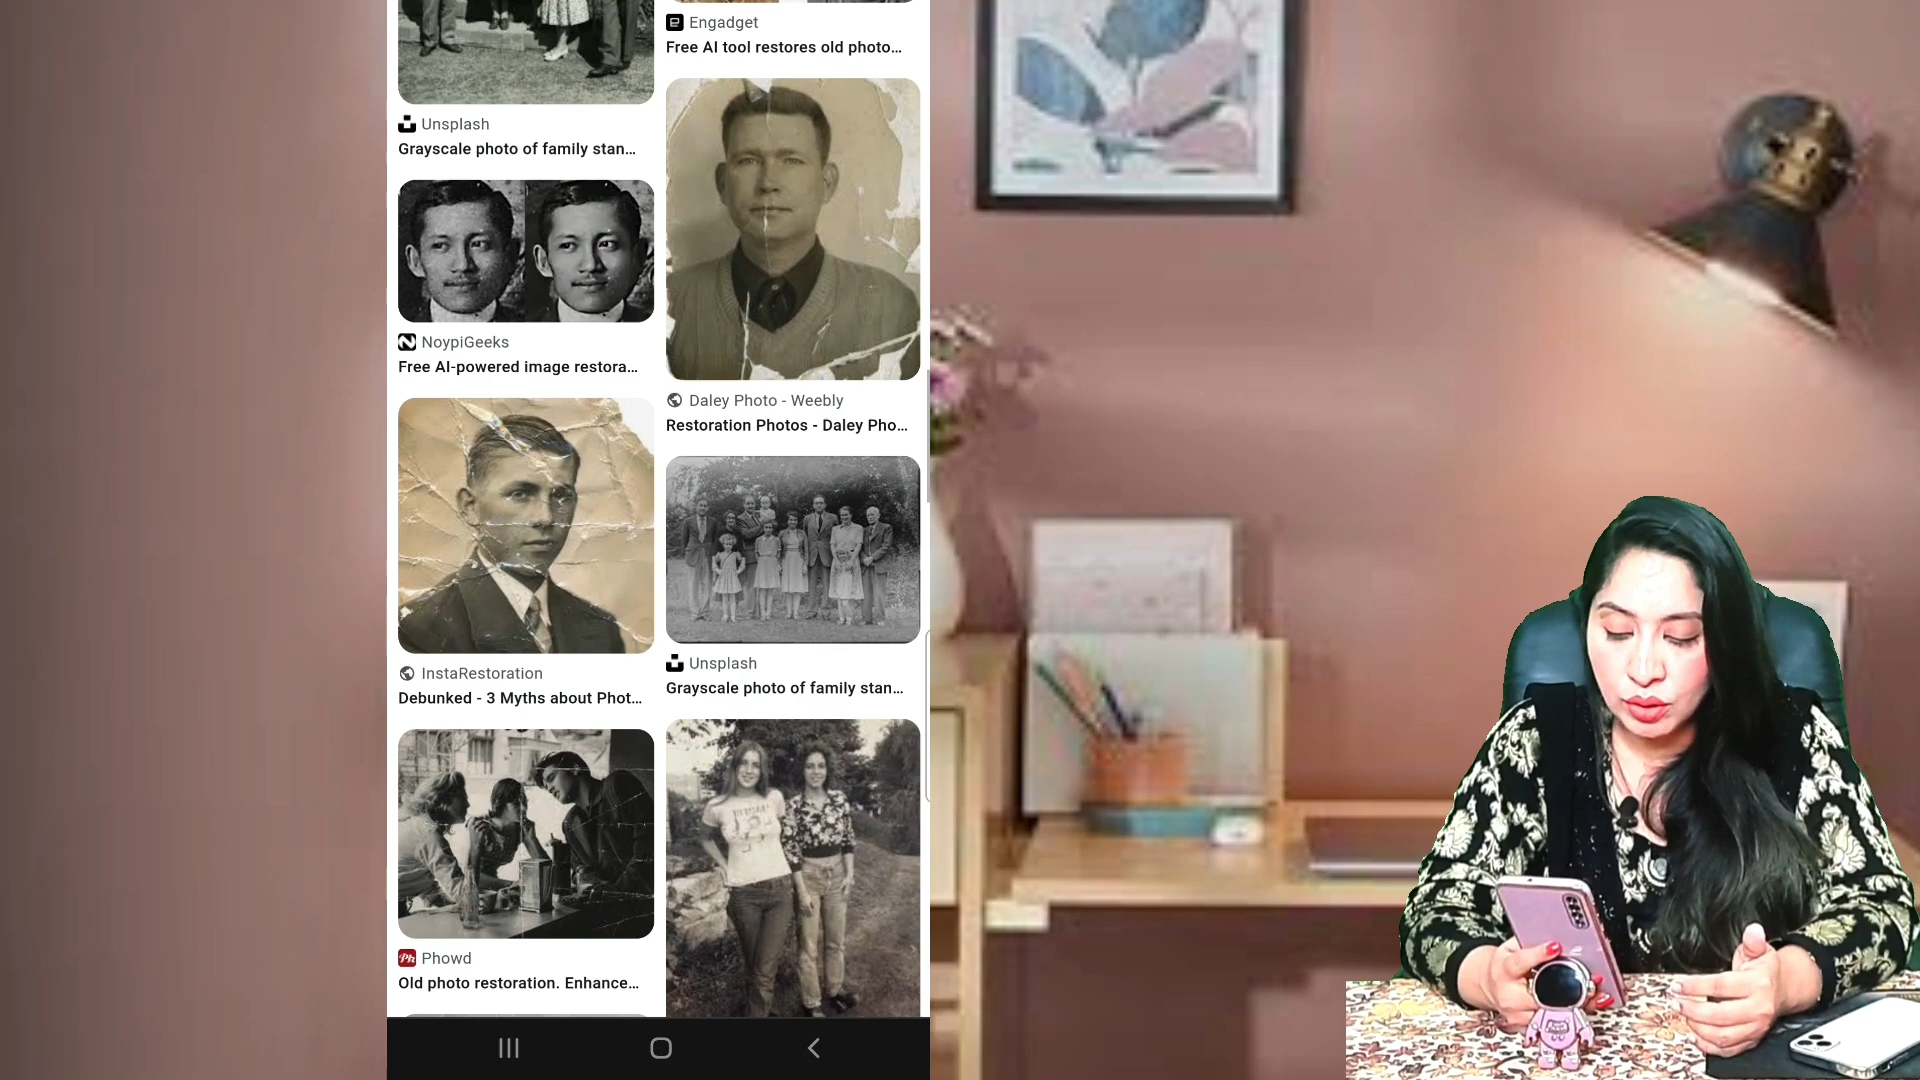 Engadget
Free AI tool restores old photo...
Unsplash
Grayscale photo of family stan...
NoypiGeeks
Free AI-powered image restora...
Daley Photo - Weebly
Restoration Photos - Daley Pho...
InstaRestoration
Debunked - 3 Myths about Phot...
Unsplash
Grayscale photo of family stan...
Ph
Phowd
Old photo restoration. Enhance...